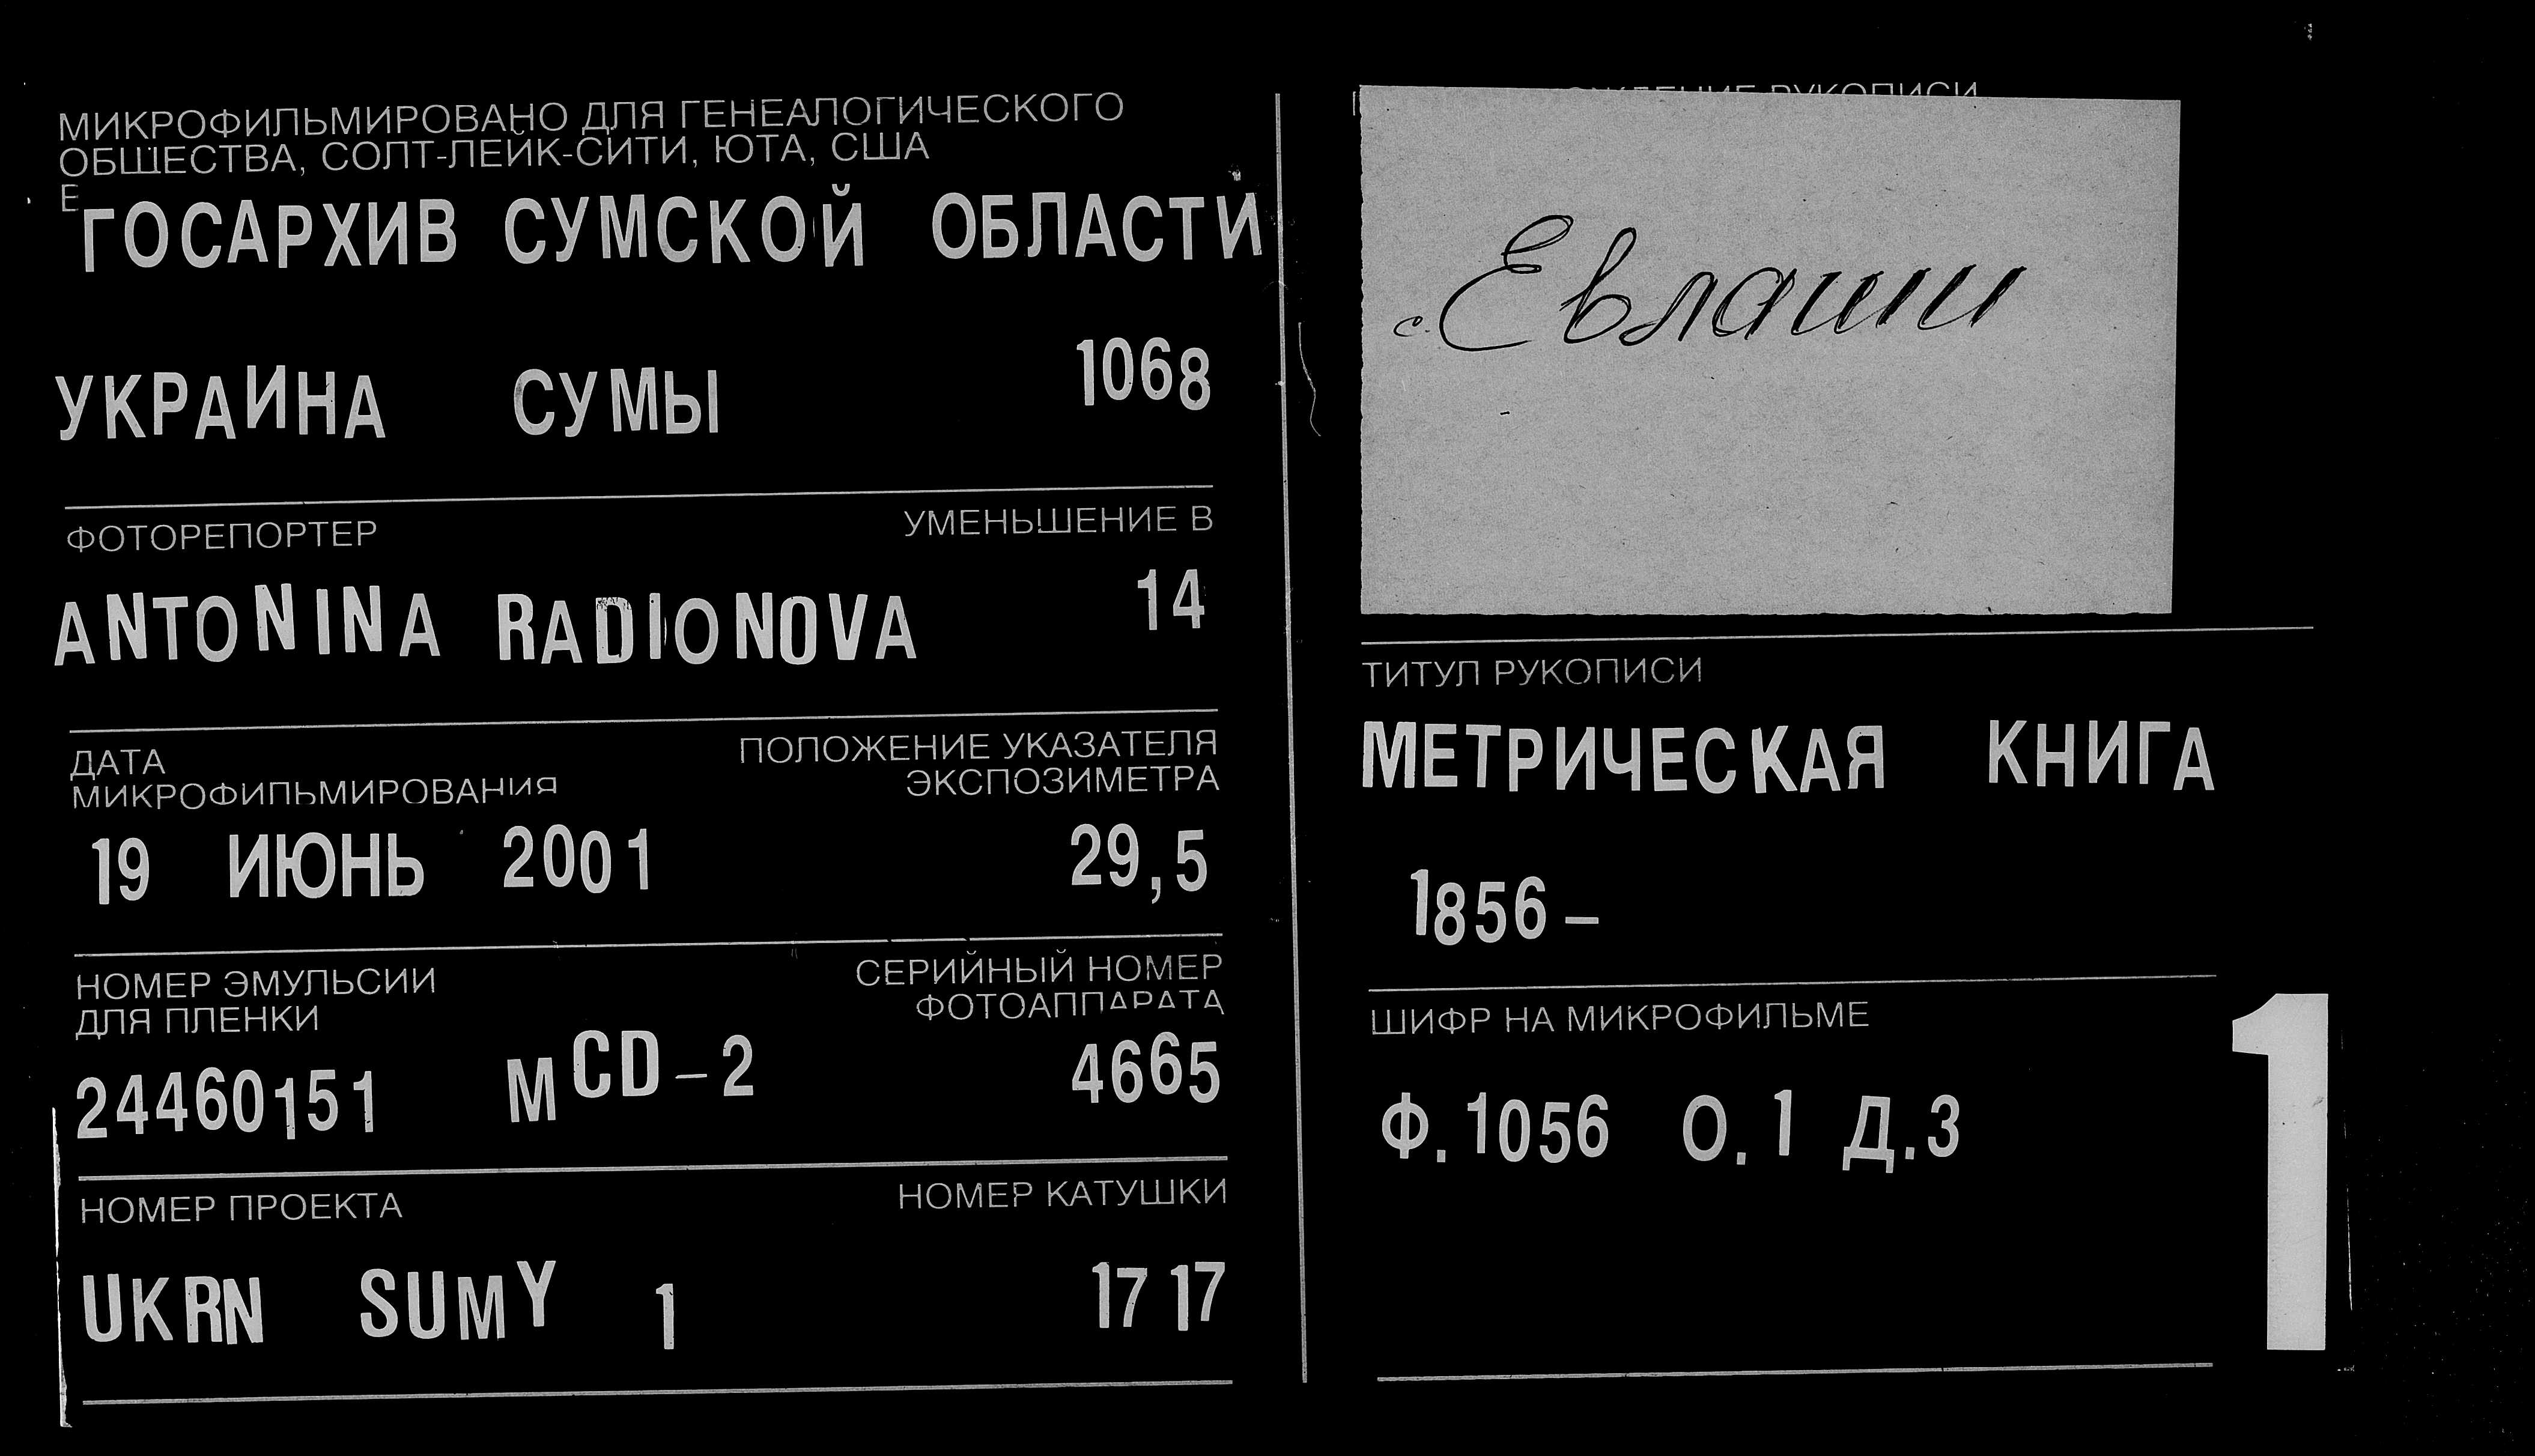 МИКРОФИЛЬМИРОВАНО ДЛЯ ГЕНЕАЛОГИЧЕСКОГО
ОБЩЕСТВА, СОЛТ-ЛЕЙК-СИТИ, ЮТА, США
Е
ГОСАРХИВ СУМСКОЙ ОБЛАСТИ
УКРАИНА СУМЫ 1068
ФОТОРЕПОРТЕР УМЕНЬШЕНИЕ В
ANTONINA RADIONOVA 14
ДАТА ПОЛОЖЕНИЕ УКАЗАТЕЛЯ
МИКРОФИЛЬМИРОВАНИЯ ЭКСПОЗИМЕТРА
19 ИЮНЬ 2001 29,5
НОМЕР ЭМУЛЬСИИ СЕРИЙНЫЙ НОМЕР
ДЛЯ ПЛЕНКИ ФОТОАППАРАТА
24460151 MCD-2 4665
НОМЕР ПРОЕКТА НОМЕР КАТУШКИ
UKRN SUMY 1 1717
РУКОПИСИ
с. Евлаши
ТИТУЛ РУКОПИСИ
МЕТРИЧЕСКАЯ КНИГА
1856-
ШИФР НА МИКРОФИЛЬМЕ
Ф.1056 О.1 Д.3
1